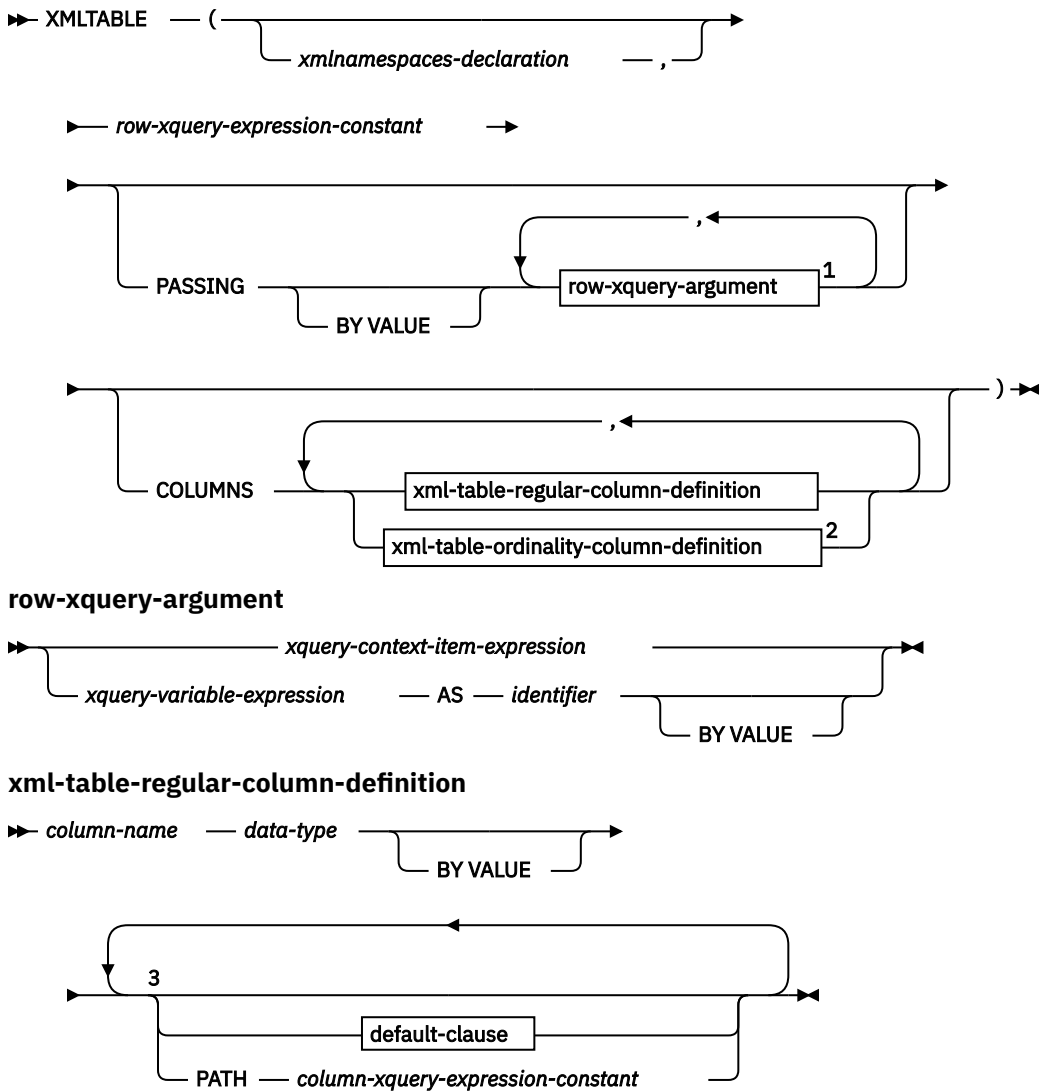 XMLTABLE (
xmlnamespaces-declaration ,
row-xquery-expression-constant
,
PASSING BY VALUE row-xquery-argument 1
)
,
COLUMNS xml-table-regular-column-definition
xml-table-ordinality-column-definition 2
row-xquery-argument
xquery-context-item-expression
xquery-variable-expression AS identifier
BY VALUE
xml-table-regular-column-definition
column-name data-type
BY VALUE
3
default-clause
PATH column-xquery-expression-constant